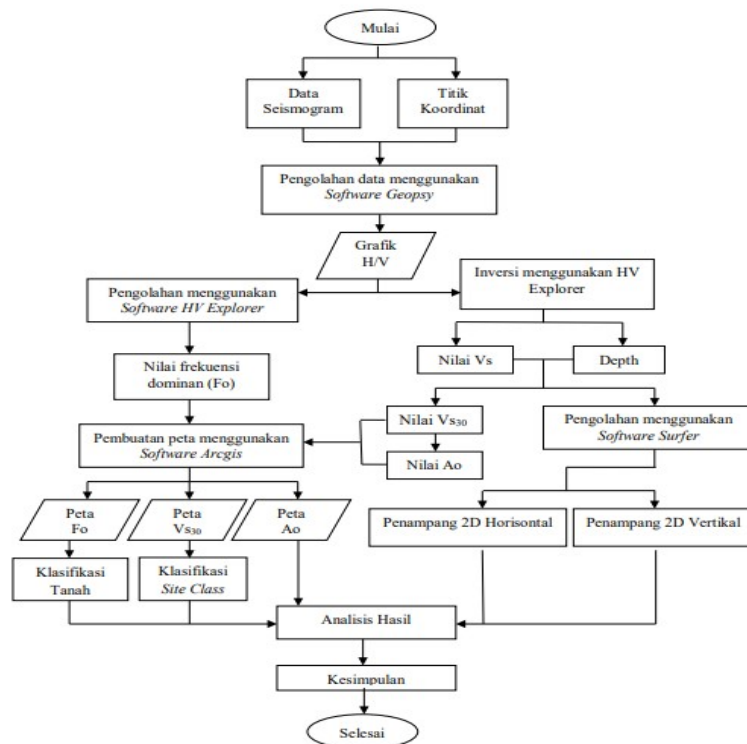 Mulai
Data
Seismogram
Titik
Koordinat
Pengolahan data menggunakan
Software Geopsy
Grafik
H/V
Pengolahan menggunakan
Software HV Explorer
Inversi menggunakan HV
Explorer
Nilai frekuensi
dominan (Fo)
Nilai Vs
Depth
Pembuatan peta menggunakan
Software Arcgis
Nilai Vs₃₀
Nilai Ao
Pengolahan menggunakan
Software Surfer
Peta
Fo
Peta
Vs₃₀
Peta
Ao
Penampang 2D Horisontal
Penampang 2D Vertikal
Klasifikasi
Tanah
Klasifikasi
Site Class
Analisis Hasil
Kesimpulan
Selesai